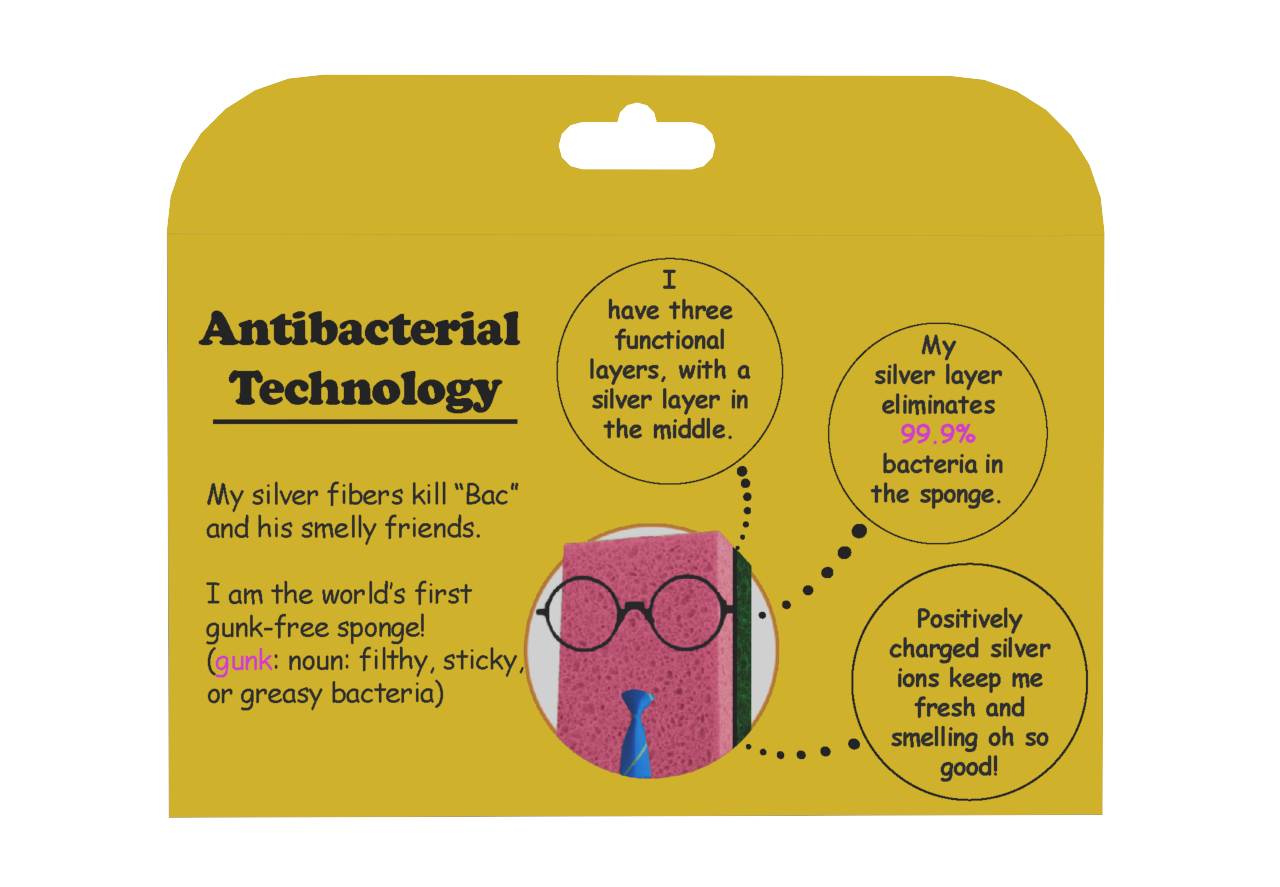 Antibacterial
Technology
My silver fibers kill “Bac”
and his smelly friends.
I am the world’s first
gunk-free sponge!
(gunk: noun: filthy, sticky,
or greasy bacteria)
I
have three
functional
layers, with a
silver layer in
the middle.
My
silver layer
eliminates
99.9%
bacteria in
the sponge.
Positively
charged silver
ions keep me
fresh and
smelling oh so
good!